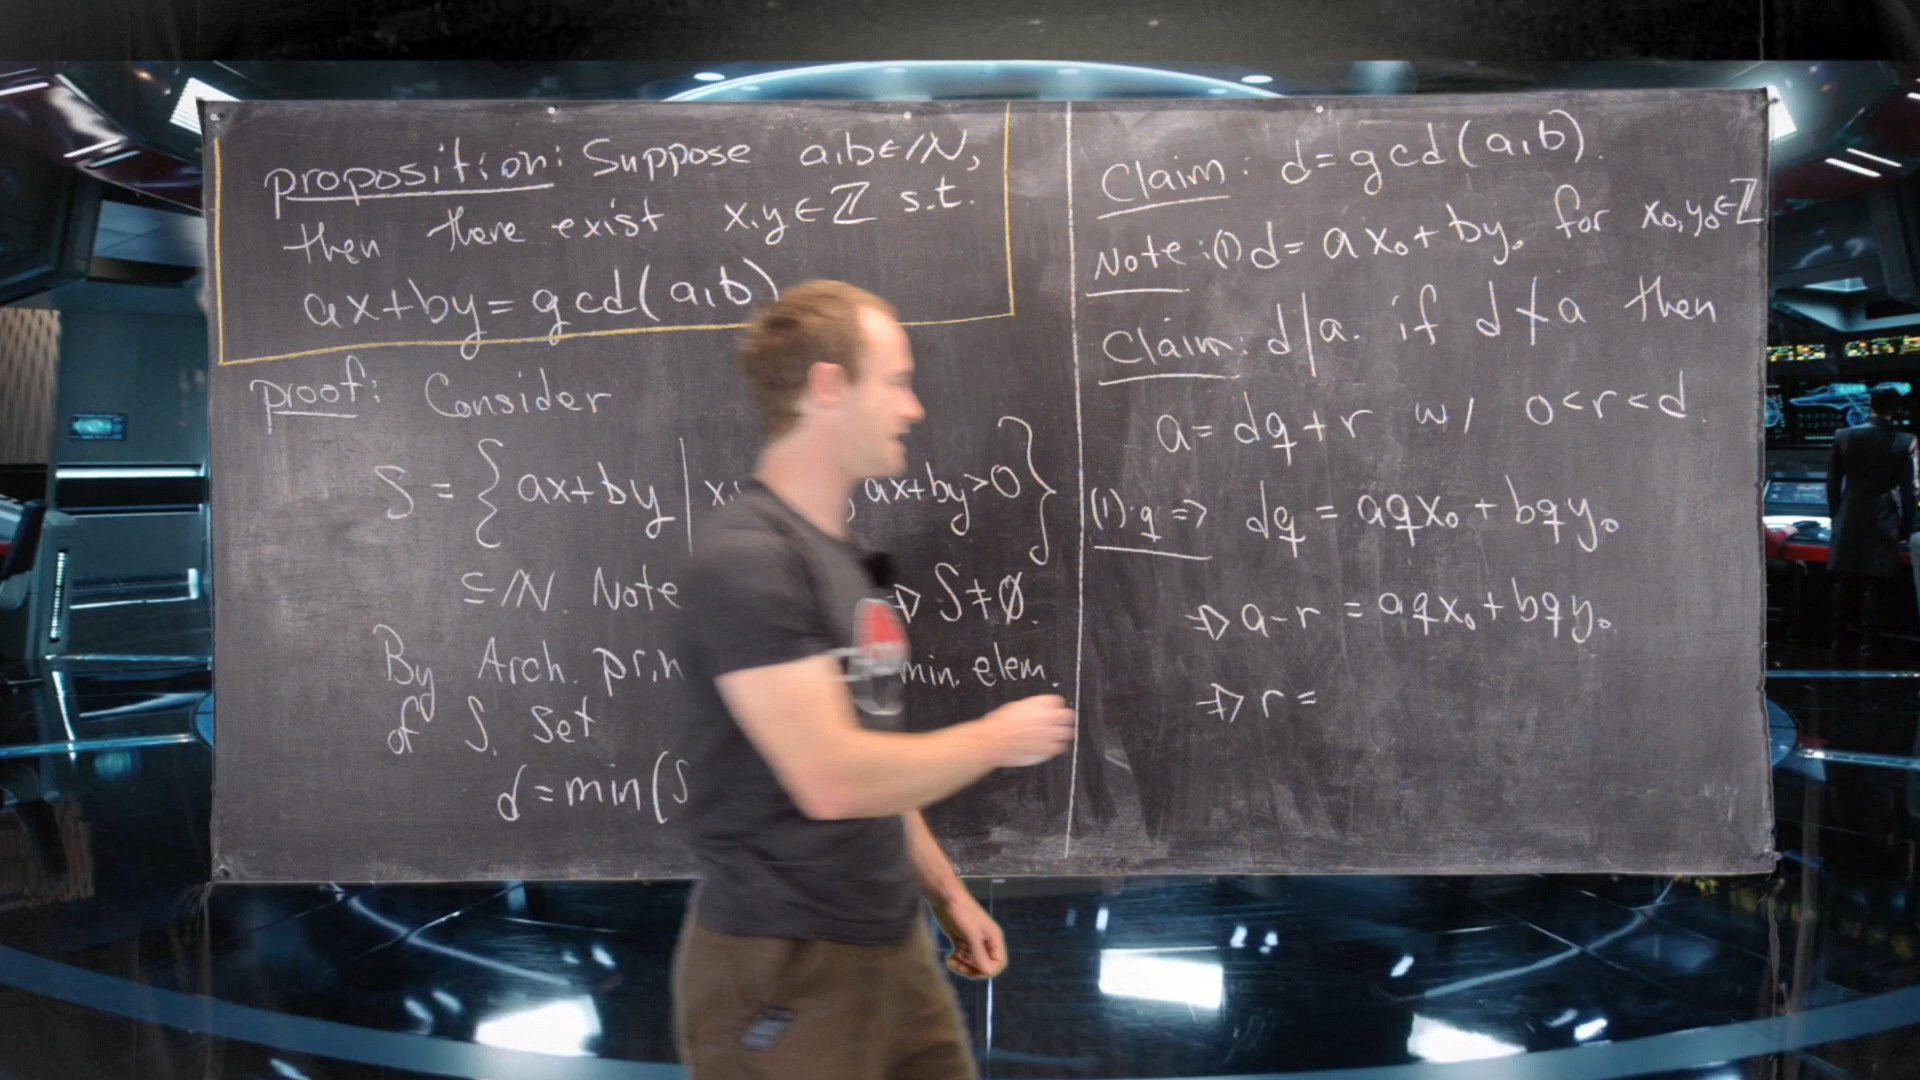 proposition: Suppose a,b∈ℕ,
then there exist x,y∈ℤ s.t.
ax+by=gcd(a,b)
proof: Consider
S = { ax+by | x, , ax+by>0 }
⊆ℕ. Note ⇒ S≠∅.
By Arch. prin min. elem.
of S. Set
d=min(S
Claim: d=gcd(a,b).
Note: (1) d=ax₀+by₀ for x₀,y₀∈ℤ
Claim: d|a. if d∤a then
a=dq+r w/ 0<r<d.
(1)·q ⇒ dq = aqx₀+bqy₀
⇒ a-r = aqx₀+bqy₀
⇒ r=